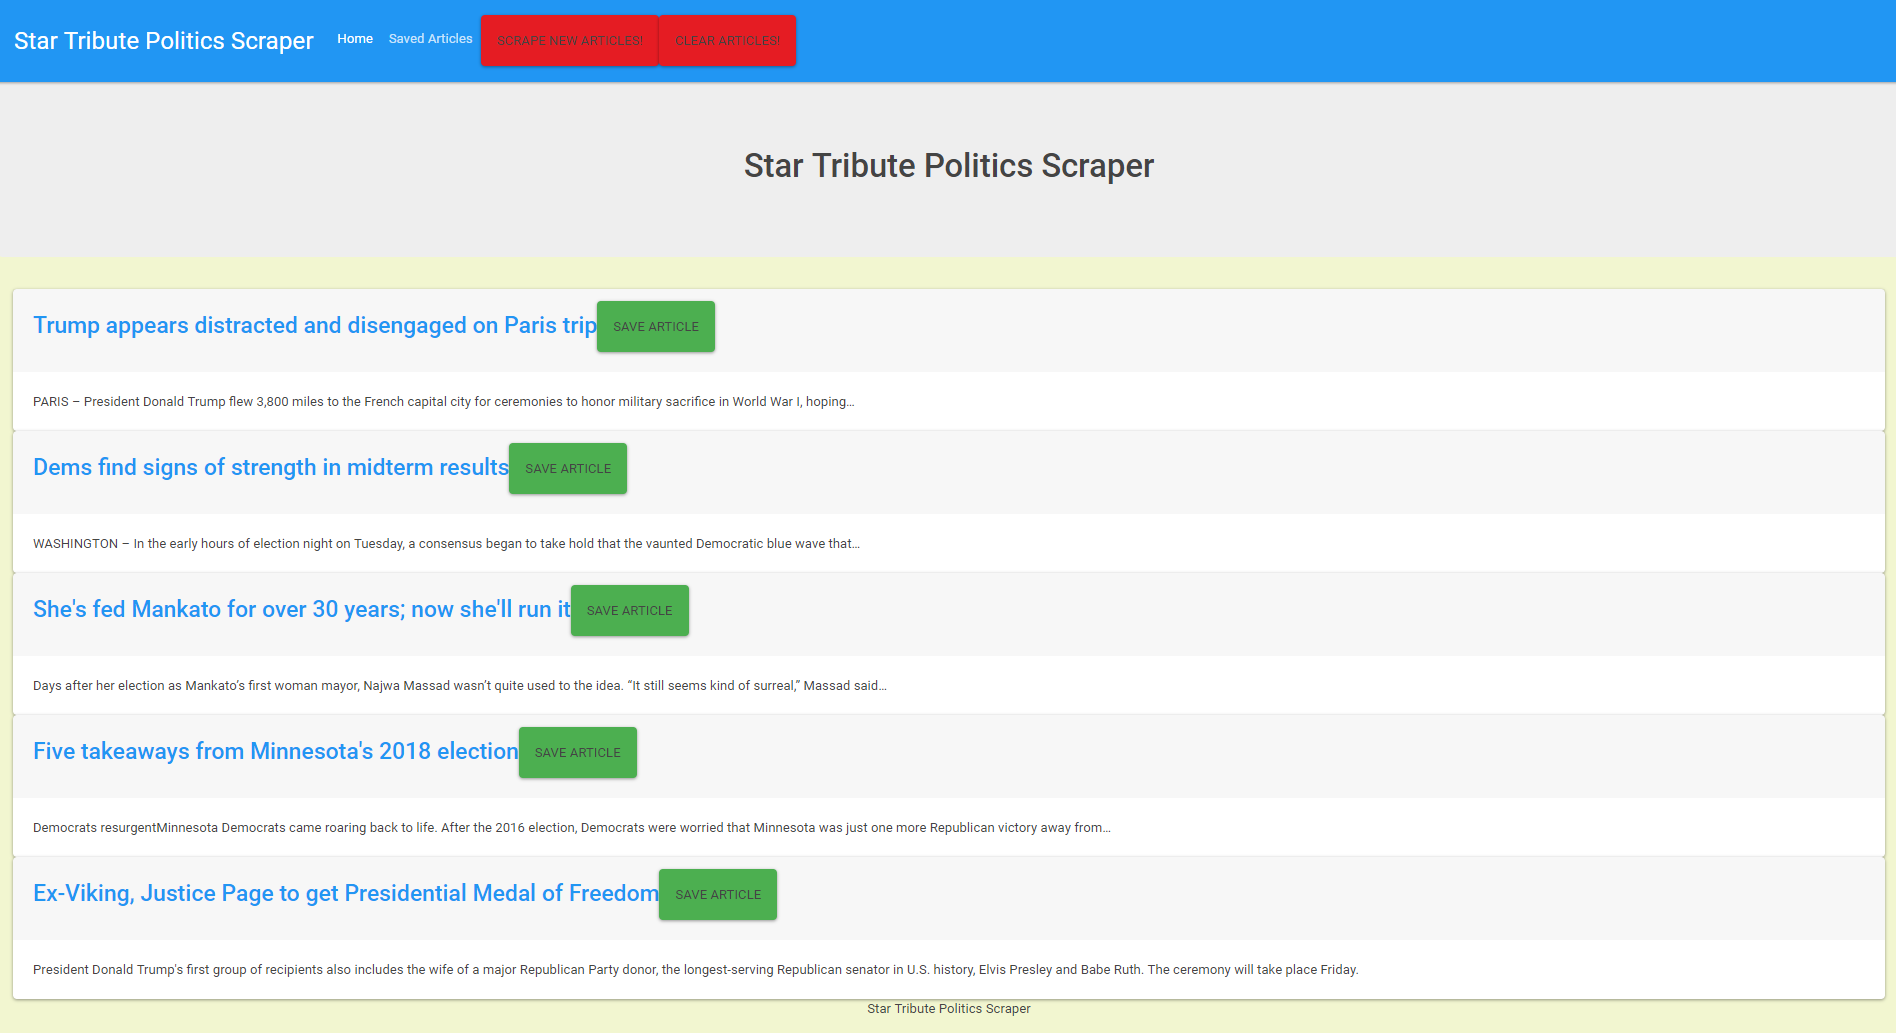 Star Tribute Politics Scraper Home Saved Articles SCRAPE NEW ARTICLES! CLEAR ARTICLES!
Star Tribute Politics Scraper
Trump appears distracted and disengaged on Paris trip SAVE ARTICLE
PARIS – President Donald Trump flew 3,800 miles to the French capital city for ceremonies to honor military sacrifice in World War I, hoping…
Dems find signs of strength in midterm results SAVE ARTICLE
WASHINGTON – In the early hours of election night on Tuesday, a consensus began to take hold that the vaunted Democratic blue wave that…
She's fed Mankato for over 30 years; now she'll run it SAVE ARTICLE
Days after her election as Mankato’s first woman mayor, Najwa Massad wasn’t quite used to the idea. “It still seems kind of surreal,” Massad said…
Five takeaways from Minnesota's 2018 election SAVE ARTICLE
Democrats resurgentMinnesota Democrats came roaring back to life. After the 2016 election, Democrats were worried that Minnesota was just one more Republican victory away from…
Ex-Viking, Justice Page to get Presidential Medal of Freedom SAVE ARTICLE
President Donald Trump's first group of recipients also includes the wife of a major Republican Party donor, the longest-serving Republican senator in U.S. history, Elvis Presley and Babe Ruth. The ceremony will take place Friday.
Star Tribute Politics Scraper